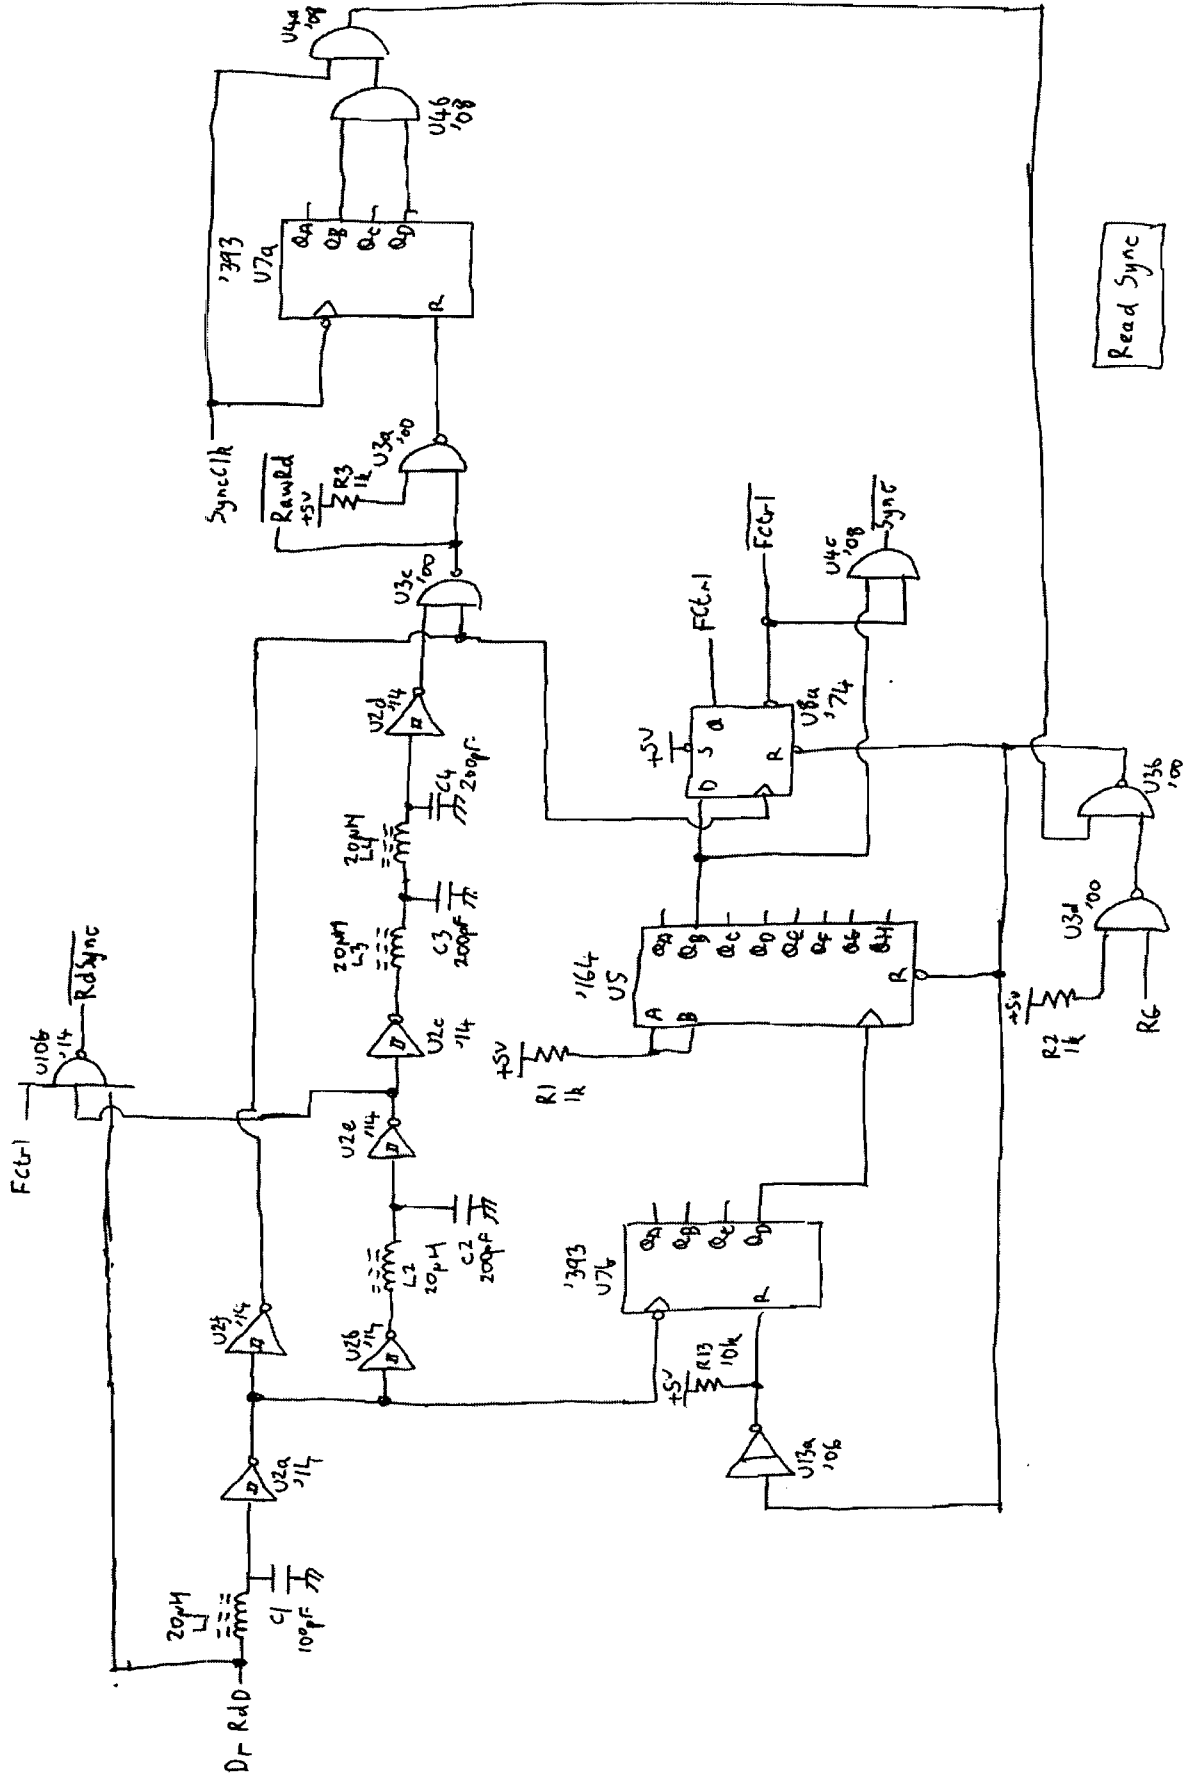 Dr RdD
20µH
L1
C1
100pF
U2a
'14
U2f
'14
U2b
'14
L2
20µH
C2
200pF
U2e
'14
U2c
'14
20µH
L3
C3
200pF
20µH
L4
C4
200pF
U2d
'14
FCtrl
U10b
'14
RdSync
U3c
'00
RawRd
+5v
R3
1k
U3a
'00
SyncClk
'393
U7a
QA
QB
QC
QD
R
U4b
'08
U4a
'08
U13a
'06
+5v
R13
10k
'393
U7b
QA
QB
QC
QD
R
+5v
R1
1k
'164
U5
A
B
R
QA
QB
QC
QD
QE
QF
QG
QH
+5v
D
S
Q
R
U8a
'74
FCtrl
FCtrl
U4c
'08
Sync
+5v
R2
1k
RG
U3d
'00
U3b
'00
Read Sync